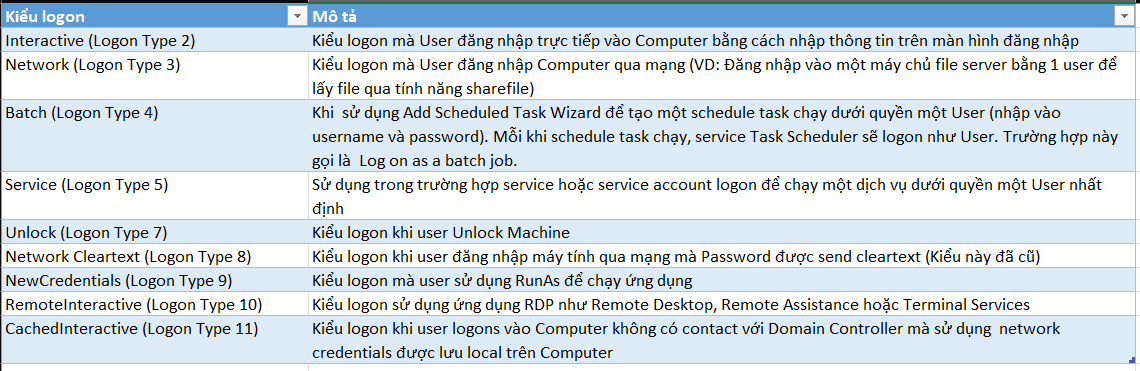 Kiểu logon
Mô tả
Interactive (Logon Type 2)
Kiểu logon mà User đăng nhập trực tiếp vào Computer bằng cách nhập thông tin trên màn hình đăng nhập
Network (Logon Type 3)
Kiểu logon mà User đăng nhập Computer qua mạng (VD: Đăng nhập vào một máy chủ file server bằng 1 user để
lấy file qua tính năng sharefile)
Batch (Logon Type 4)
Khi  sử dụng Add Scheduled Task Wizard để tạo một schedule task chạy dưới quyền một User (nhập vào
username và password). Mỗi khi schedule task chạy, service Task Scheduler sẽ logon như User. Trường hợp này
gọi là  Log on as a batch job.
Service (Logon Type 5)
Sử dụng trong trường hợp service hoặc service account logon để chạy một dịch vụ dưới quyền một User nhất
định
Unlock (Logon Type 7)
Kiểu logon khi user Unlock Machine
Network Cleartext (Logon Type 8)
Kiểu logon khi user đăng nhập máy tính qua mạng mà Password được send cleartext (Kiểu này đã cũ)
NewCredentials (Logon Type 9)
Kiểu logon mà user sử dụng RunAs để chạy ứng dụng
RemoteInteractive (Logon Type 10)
Kiểu logon sử dụng ứng dụng RDP như Remote Desktop, Remote Assistance hoặc Terminal Services
CachedInteractive (Logon Type 11)
Kiểu logon khi user logons vào Computer không có contact với Domain Controller mà sử dụng  network
credentials được lưu local trên Computer